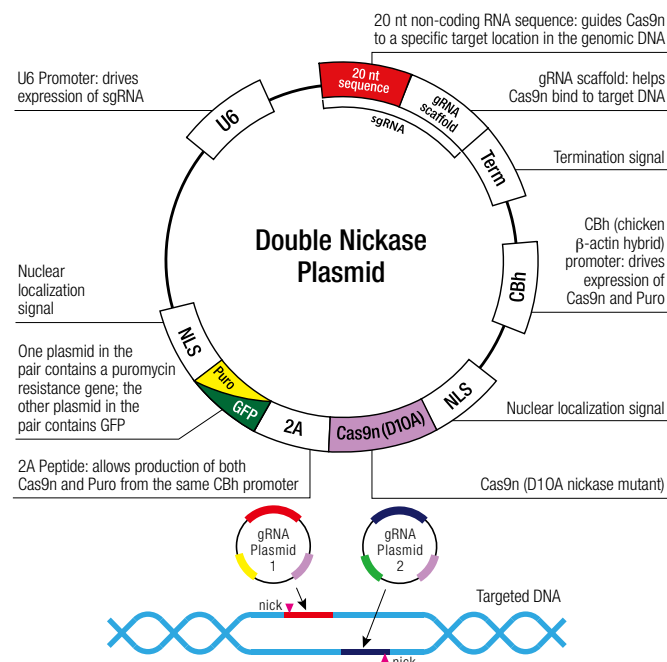 20 nt non-coding RNA sequence: guides Cas9n
to a specific target location in the genomic DNA
U6 Promoter: drives
expression of sgRNA
gRNA scaffold: helps
Cas9n bind to target DNA
20 nt
sequence
gRNA
scaffold
sgRNA
U6
Term
Termination signal
Double Nickase
Plasmid
CBh (chicken
β-actin hybrid)
promoter: drives
expression of
Cas9n and Puro
CBh
Nuclear
localization
signal
NLS
One plasmid in the
pair contains a puromycin
resistance gene; the
other plasmid in the
pair contains GFP
Puro
GFP
2A
Cas9n (D10A)
NLS
Nuclear localization signal
2A Peptide: allows production of both
Cas9n and Puro from the same CBh promoter
Cas9n (D10A nickase mutant)
gRNA
Plasmid
1
gRNA
Plasmid
2
Targeted DNA
nick
nick